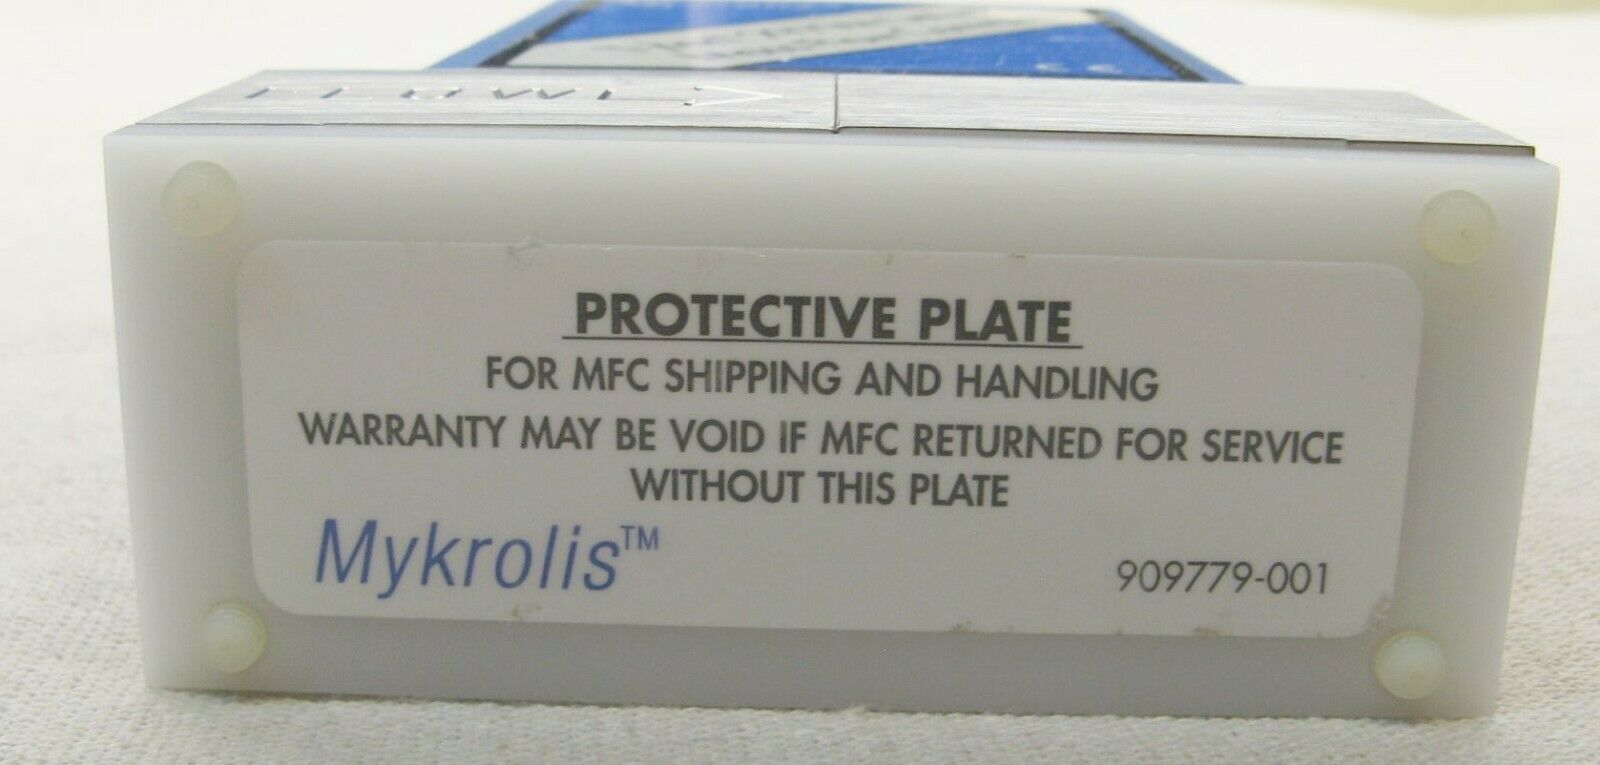 FLOW
PROTECTIVE PLATE
FOR MFC SHIPPING AND HANDLING
WARRANTY MAY BE VOID IF MFC RETURNED FOR SERVICE
WITHOUT THIS PLATE
Mykrolis™
909779-001